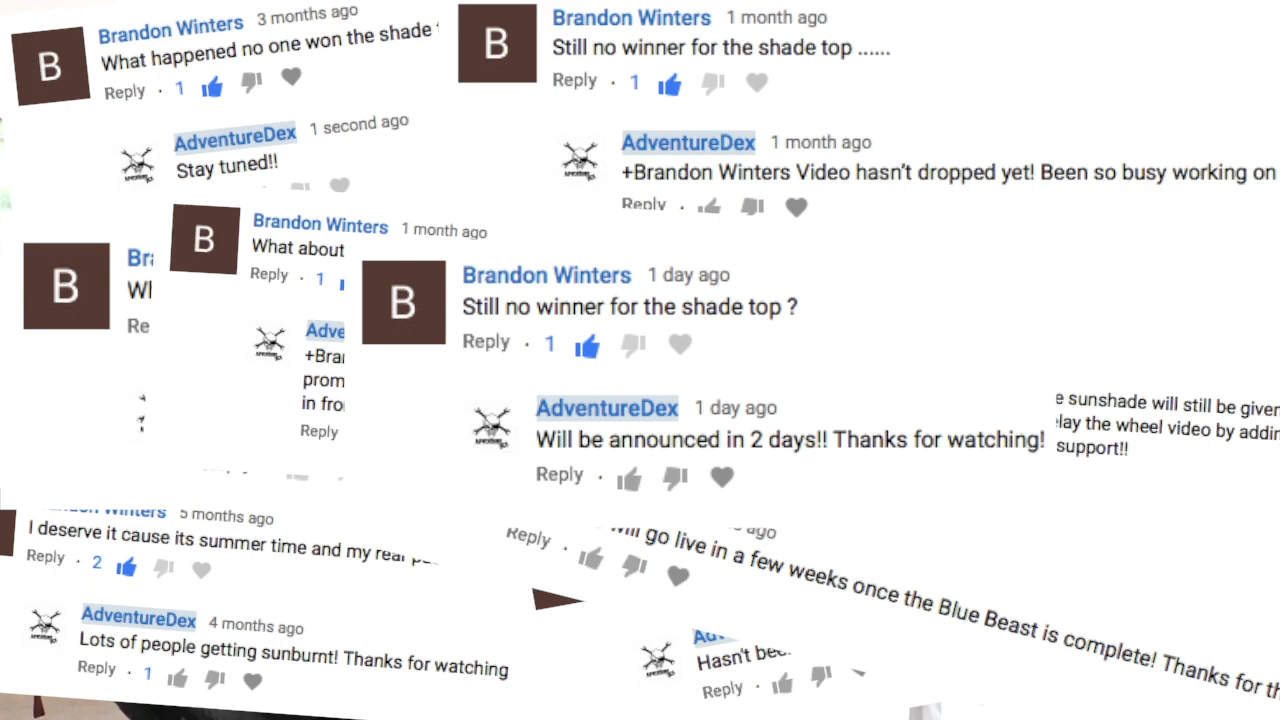 B
Brandon Winters 3 months ago
What happened no one won the shade
Reply · 1
AdventureDex 1 second ago
Stay tuned!!
B
Brandon Winters 1 month ago
Still no winner for the shade top ......
Reply · 1
AdventureDex 1 month ago
+Brandon Winters Video hasn't dropped yet! Been so busy working on
Reply ·
B
Brandon Winters 1 month ago
What about
Reply · 1
Adve
+Bra
prom
in fro
Reply
B
Bra
Wh
Re
B
Brandon Winters 1 day ago
Still no winner for the shade top ?
Reply · 1
AdventureDex 1 day ago
Will be announced in 2 days!! Thanks for watching!
Reply ·
e sunshade will still be given
elay the wheel video by addin
support!!
Winters 5 months ago
I deserve it cause its summer time and my rear
Reply · 2
AdventureDex 4 months ago
Lots of people getting sunburnt! Thanks for watching
Reply · 1
ago
will go live in a few weeks once the Blue Beast is complete! Thanks for th
Reply ·
Hasn't
Reply ·